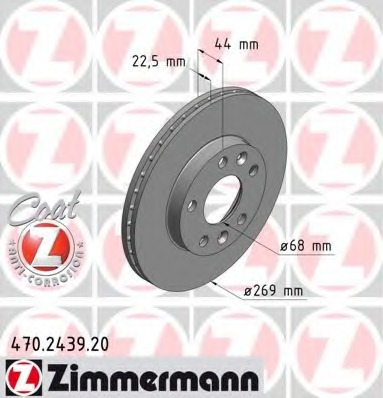 44 mm
22,5 mm
Coat
Z
ANTI-CORROSION
ø68 mm
ø269 mm
470.2439.20
Z Zimmermann